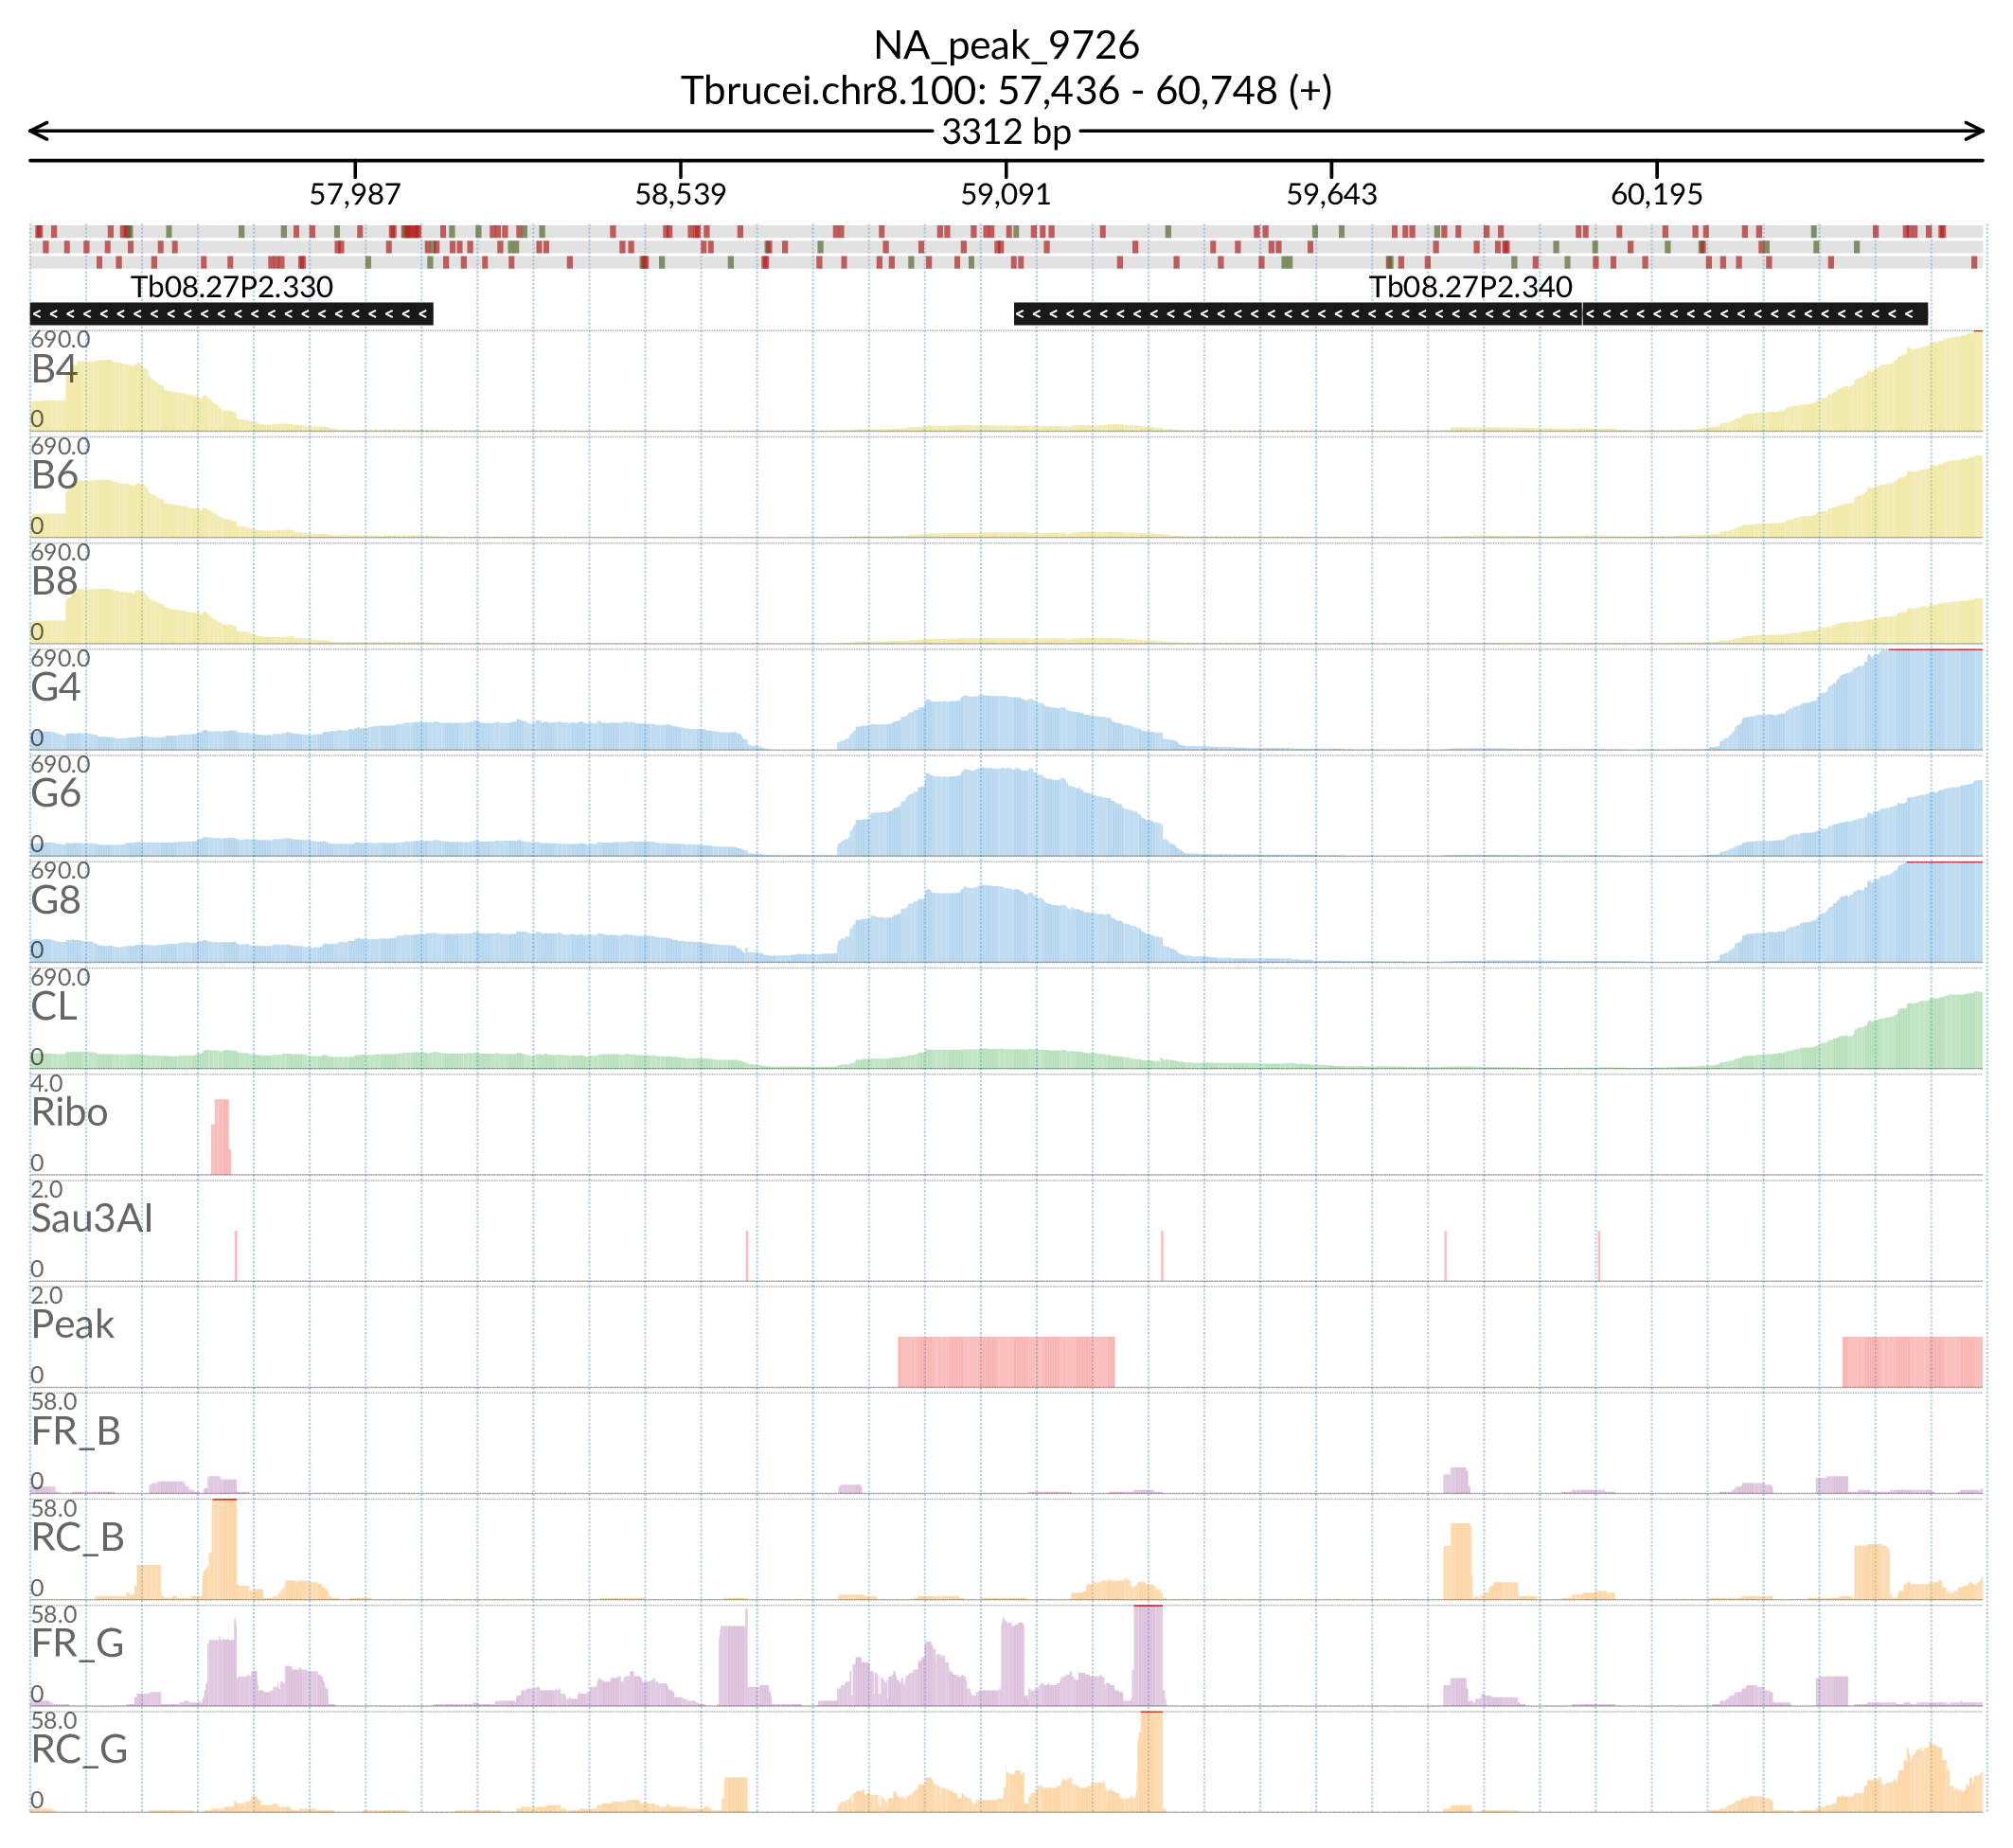 NA_peak_9726
Tbrucei.chr8.100: 57,436 - 60,748 (+)
3312 bp
57,987 58,539 59,091 59,643 60,195
Tb08.27P2.330 Tb08.27P2.340
690.0
B4
0
690.0
B6
0
690.0
B8
0
690.0
G4
0
690.0
G6
0
690.0
G8
0
690.0
CL
0
4.0
Ribo
0
2.0
Sau3AI
0
2.0
Peak
0
58.0
FR_B
0
58.0
RC_B
0
58.0
FR_G
0
58.0
RC_G
0